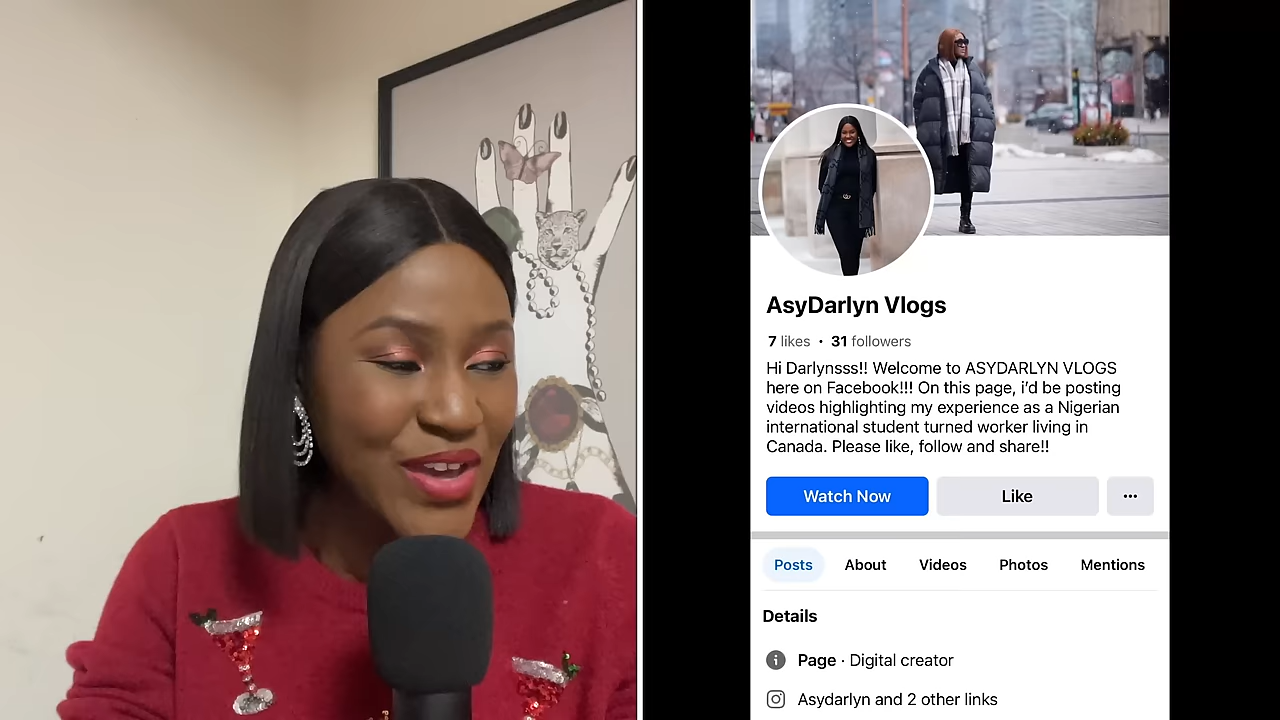 AsyDarlyn Vlogs
7 likes • 31 followers
Hi Darlynsss!! Welcome to ASYDARLYN VLOGS
here on Facebook!!! On this page, i'd be posting
videos highlighting my experience as a Nigerian
international student turned worker living in
Canada. Please like, follow and share!!
Watch Now Like
Posts About Videos Photos Mentions
Details
Page · Digital creator
Asydarlyn and 2 other links